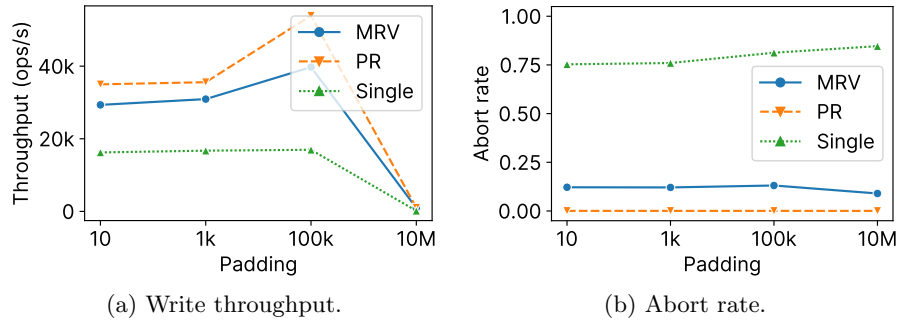 Throughput (ops/s)
40k
20k
0
10
1k
100k
10M
Padding
MRV
PR
Single
(a) Write throughput.
Abort rate
1.00
0.75
0.50
0.25
0.00
10
1k
100k
10M
Padding
MRV
PR
Single
(b) Abort rate.